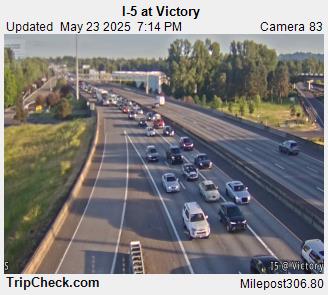 I-5 at Victory
Updated May 23 2025 7:14 PM Camera 83
S I5 @ Victory
TripCheck.com Milepost306.80